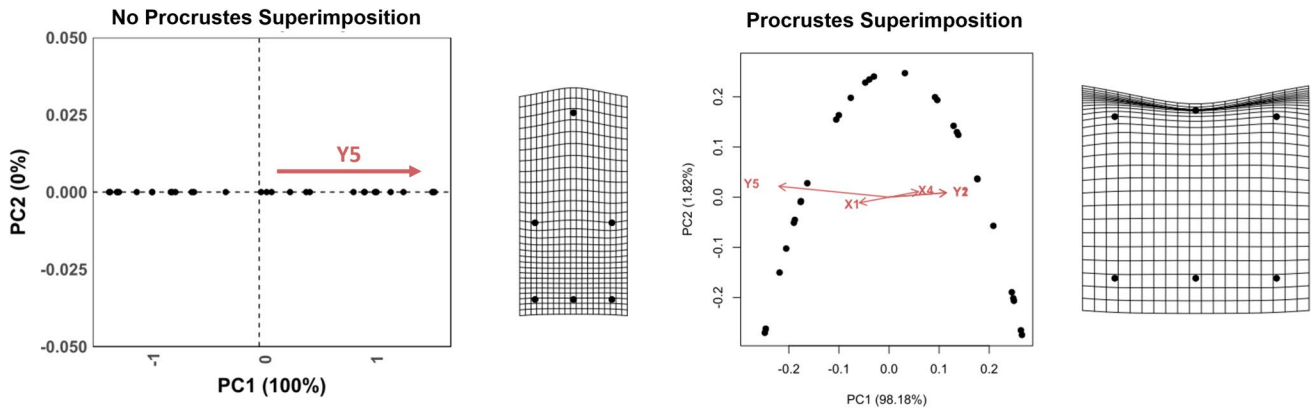 No Procrustes Superimposition
0.050
0.025
0.000
-0.025
-0.050
PC2 (0%)
Y5
-1
0
1
PC1 (100%)
Procrustes Superimposition
0.2
0.1
0.0
-0.1
-0.2
PC2 (1.82%)
Y5
X1
X4
Y2
-0.2
-0.1
0.0
0.1
0.2
PC1 (98.18%)